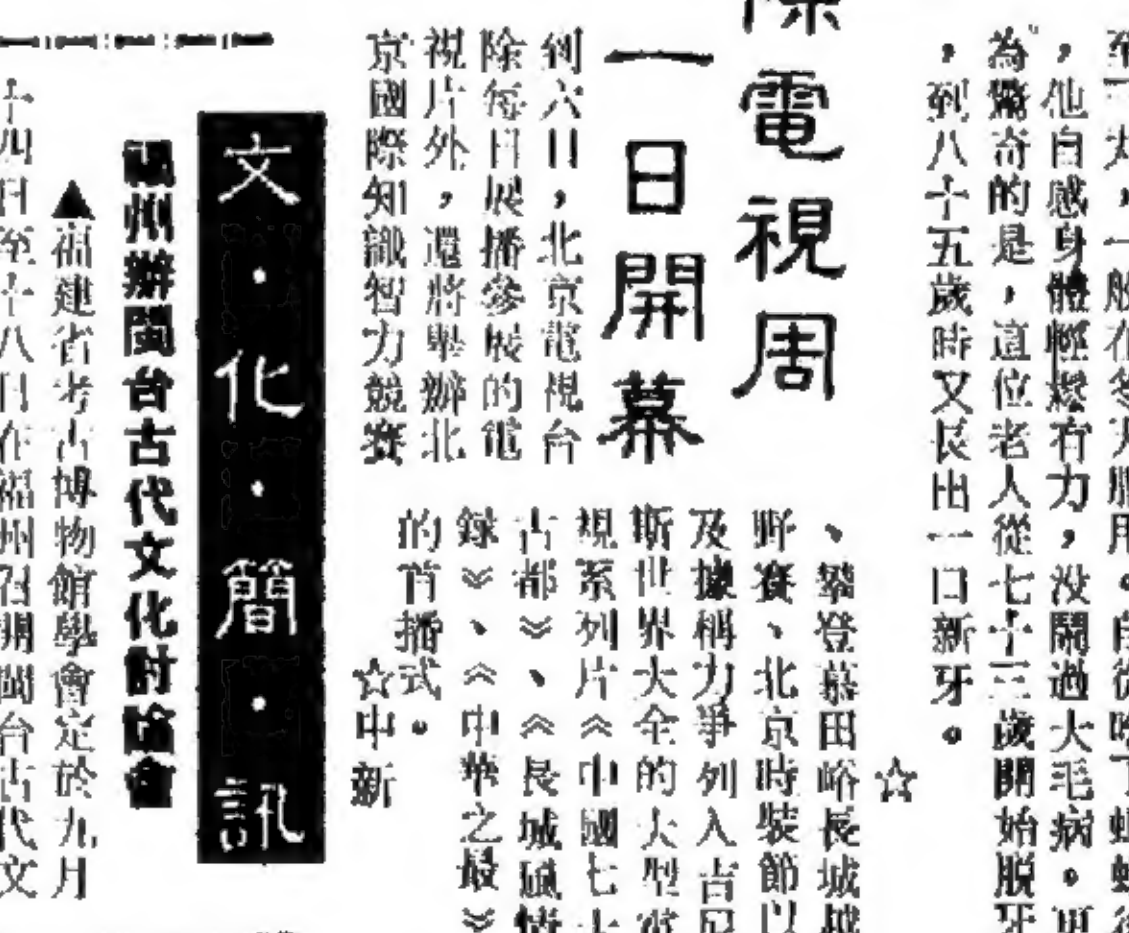 ，他自感身體輕鬆有力，没鬧過大毛病。更
為驚奇的是，這位老人從七十三歲開始脱牙
，到八十五歲時又長出一口新牙。
☆
際電視周
一日開幕
到六日，北京電視台
除每日展播參展的電
視片外，還將舉辦北
京國際知識智力競賽
、攀登慕田峪長城越
野賽、北京時裝節以
及據稱力爭列入吉尼
斯世界大全的大型電
視系列片《中國七大
古都》、《長城風情
録》、《中華之最》
的首播式。
☆中新
文·化·簡·訊
福州辦閩台古代文化討論會
▲福建省考古博物館學會定於九月
十四日至十八日在福州召開閩台古代文